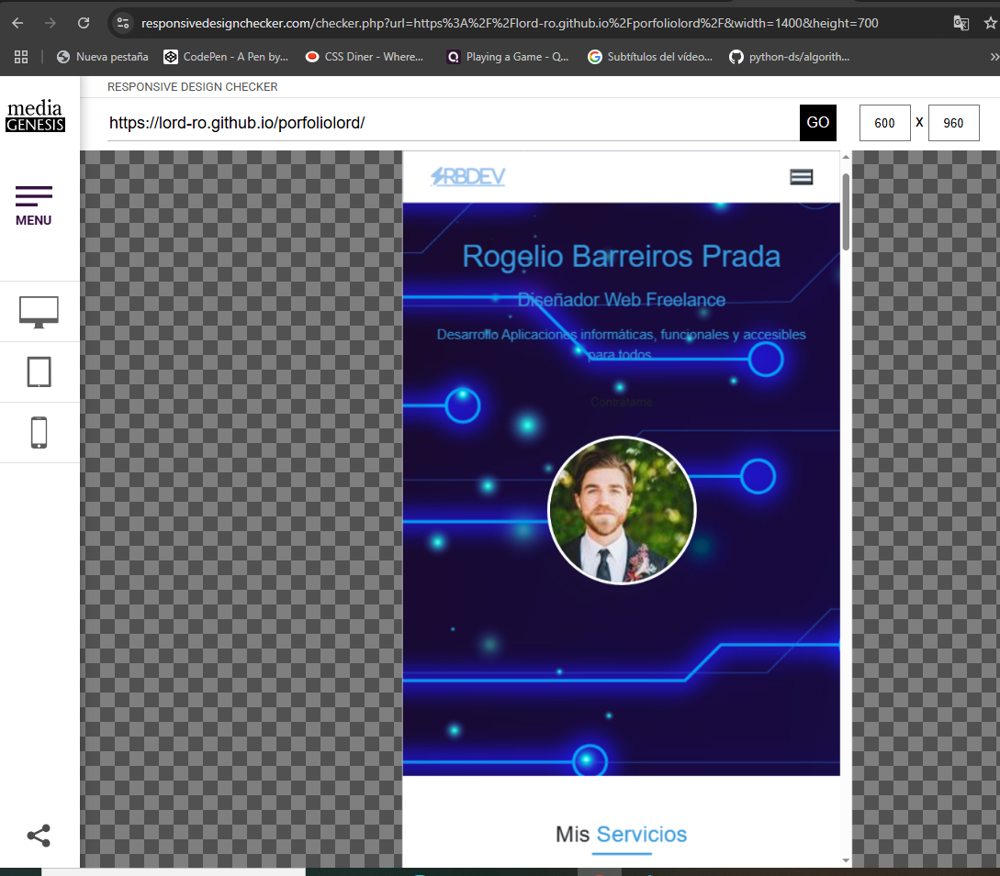 responsivedesignchecker.com/checker.php?url=https%3A%2F%2Flord-ro.github.io%2Fporfoliolord%2F&width=1400&height=700
Nueva pestaña CodePen - A Pen by... CSS Diner - Where... Playing a Game - Q... Subtítulos del vídeo... python-ds/algorith...
RESPONSIVE DESIGN CHECKER
media
GENESIS
https://lord-ro.github.io/porfoliolord/ GO 600 X 960
MENU
RBDEV
Rogelio Barreiros Prada
Diseñador Web Freelance
Desarrollo Aplicaciones informáticas, funcionales y accesibles
para todos
Contrátame
Mis Servicios